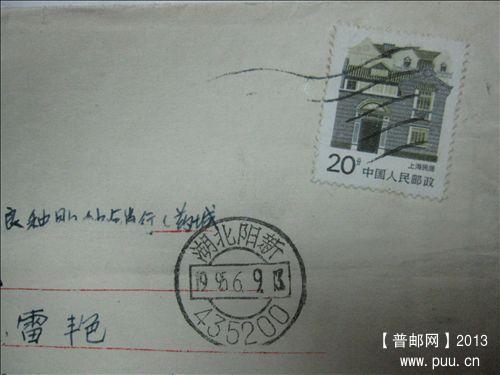 20分
上海民居
中国人民邮政
湖北阳新
1995.6.9.13
435200
雷艳
【普邮网】2013
www.puu.cn